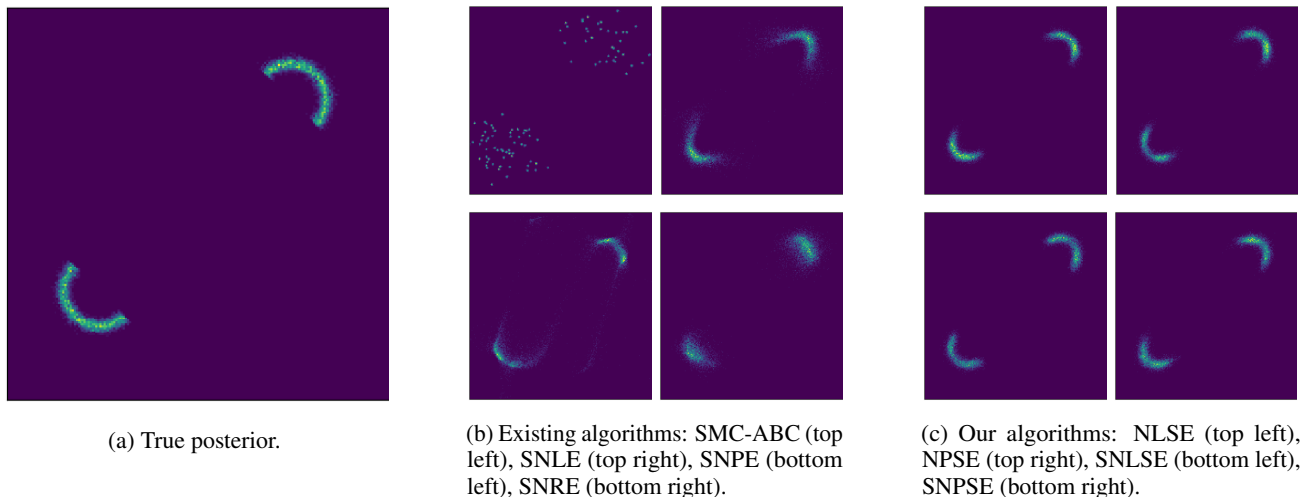 (a) True posterior.
(b) Existing algorithms: SMC-ABC (top
left), SNLE (top right), SNPE (bottom
left), SNRE (bottom right).
(c) Our algorithms: NLSE (top left),
NPSE (top right), SNLSE (bottom left),
SNPSE (bottom right).